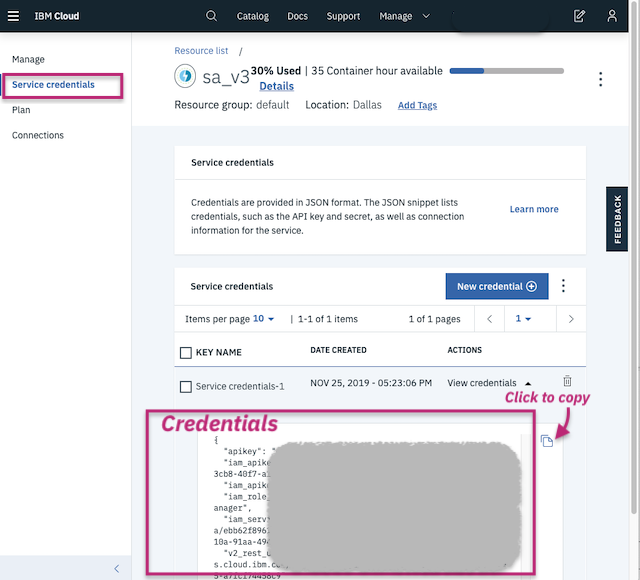 IBM Cloud
Catalog
Docs
Support
Manage
Manage
Service credentials
Plan
Connections
Resource list /
sa_v3
30% Used | 35 Container hour available
Details
Resource group: default Location: Dallas Add Tags
Service credentials
Credentials are provided in JSON format. The JSON snippet lists
credentials, such as the API key and secret, as well as connection
information for the service.
Learn more
FEEDBACK
Service credentials
New credential
Items per page 10 | 1-1 of 1 items 1 of 1 pages 1
KEY NAME DATE CREATED ACTIONS
Service credentials-1 NOV 25, 2019 - 05:23:06 PM View credentials
Click to copy
Credentials
{
"apikey": "
"iam_apike
3cb8-40f7-a
"iam_apike
"iam_role_
anager",
"iam_servi
a/ebb62f896
10a-91aa-49
"v2_rest_u
s.cloud.ibm.co